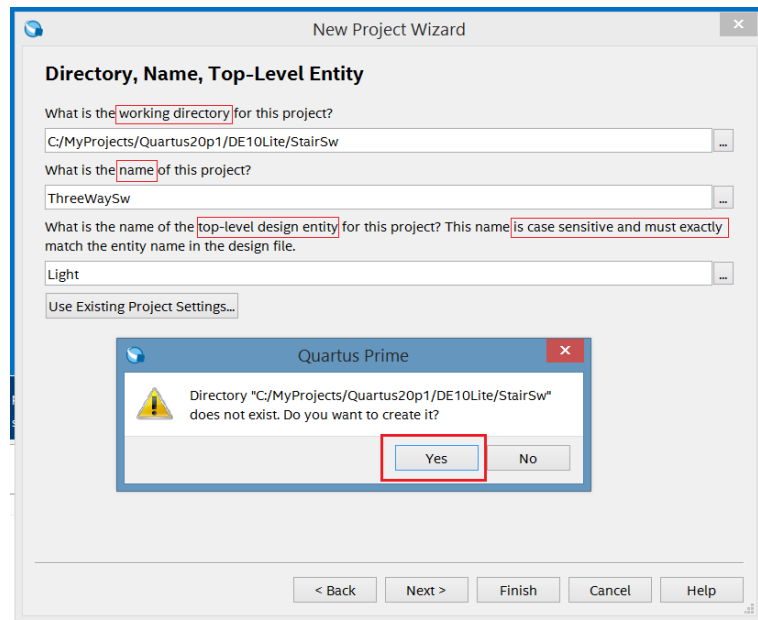 New Project Wizard
Directory, Name, Top-Level Entity
What is the working directory for this project?
C:/MyProjects/Quartus20p1/DE10Lite/StairSw
...
What is the name of this project?
ThreeWaySw
...
What is the name of the top-level design entity for this project? This name is case sensitive and must exactly
match the entity name in the design file.
Light
...
Use Existing Project Settings...
Quartus Prime
Directory "C:/MyProjects/Quartus20p1/DE10Lite/StairSw"
does not exist. Do you want to create it?
Yes No
< Back Next > Finish Cancel Help